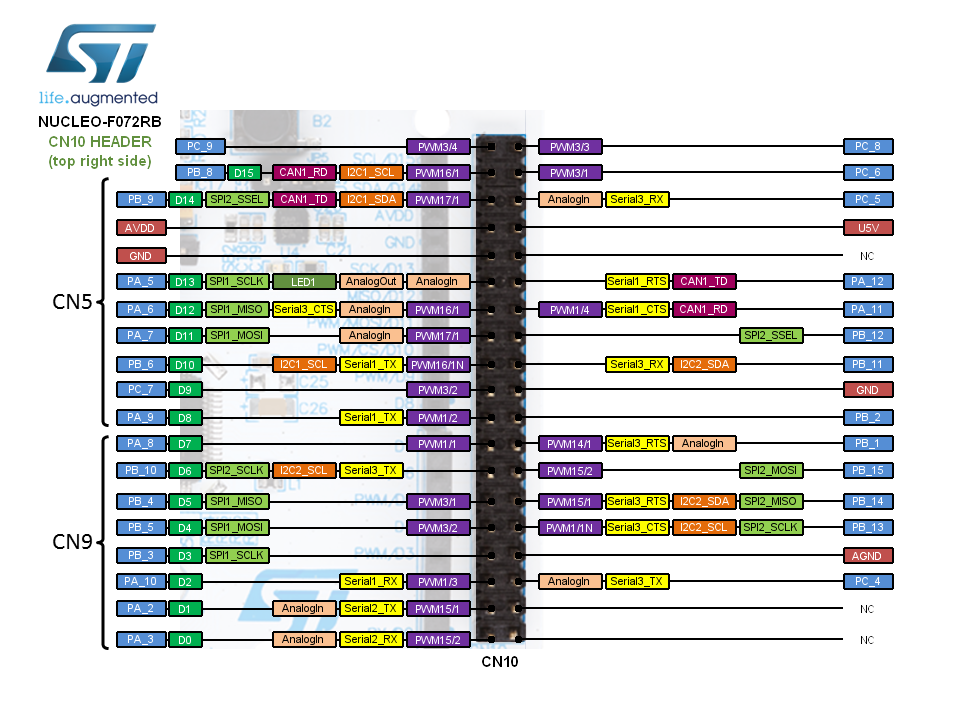 life.augmented
NUCLEO-F072RB
CN10 HEADER
(top right side)
B2
PC_9 PWM3/4 PWM3/3 PC_8
PB_8 D15 CAN1_RD I2C1_SCL PWM16/1 PWM3/1 PC_6
PB_9 D14 SPI2_SSEL CAN1_TD I2C1_SDA PWM17/1 AnalogIn Serial3_RX PC_5
AVDD U5V
GND NC
PA_5 D13 SPI1_SCLK LED1 AnalogOut AnalogIn Serial1_RTS CAN1_TD PA_12
CN5
PA_6 D12 SPI1_MISO Serial3_CTS AnalogIn PWM16/1 PWM1/4 Serial1_CTS CAN1_RD PA_11
PA_7 D11 SPI1_MOSI AnalogIn PWM17/1 SPI2_SSEL PB_12
PB_6 D10 I2C1_SCL Serial1_TX PWM16/1N Serial3_RX I2C2_SDA PB_11
PC_7 D9 PWM3/2 GND
PA_9 D8 Serial1_TX PWM1/2 PB_2
PA_8 D7 PWM1/1 PWM14/1 Serial3_RTS AnalogIn PB_1
PB_10 D6 SPI2_SCLK I2C2_SCL Serial3_TX PWM15/2 SPI2_MOSI PB_15
PB_4 D5 SPI1_MISO PWM3/1 PWM15/1 Serial3_RTS I2C2_SDA SPI2_MISO PB_14
PB_5 D4 SPI1_MOSI PWM3/2 PWM1/1N Serial3_CTS I2C2_SCL SPI2_SCLK PB_13
CN9
PB_3 D3 SPI1_SCLK AGND
PA_10 D2 Serial1_RX PWM1/3 AnalogIn Serial3_TX PC_4
PA_2 D1 AnalogIn Serial2_TX PWM15/1 NC
PA_3 D0 AnalogIn Serial2_RX PWM15/2 NC
CN10